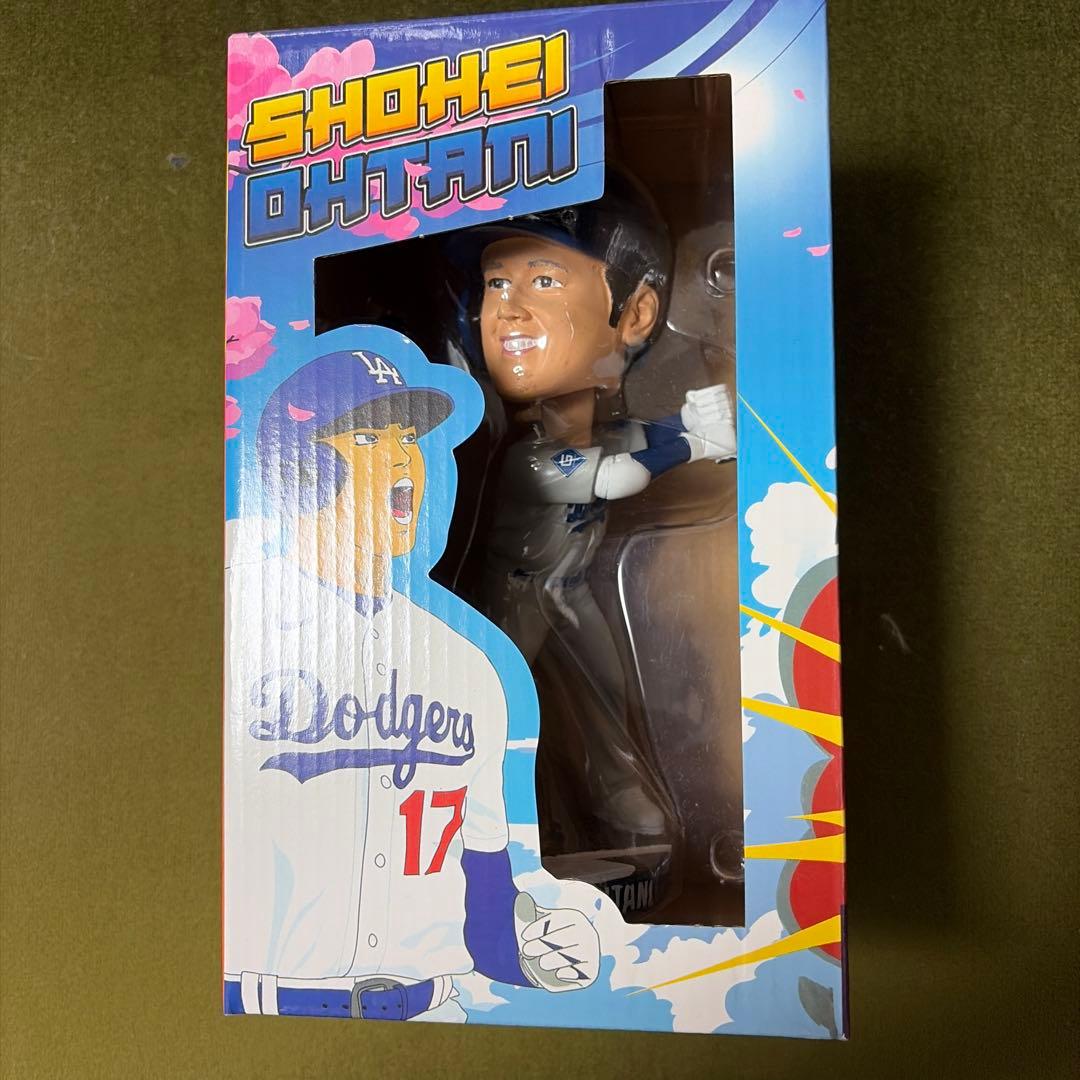 SHOHEI
OHTANI
LA
Dodgers
17